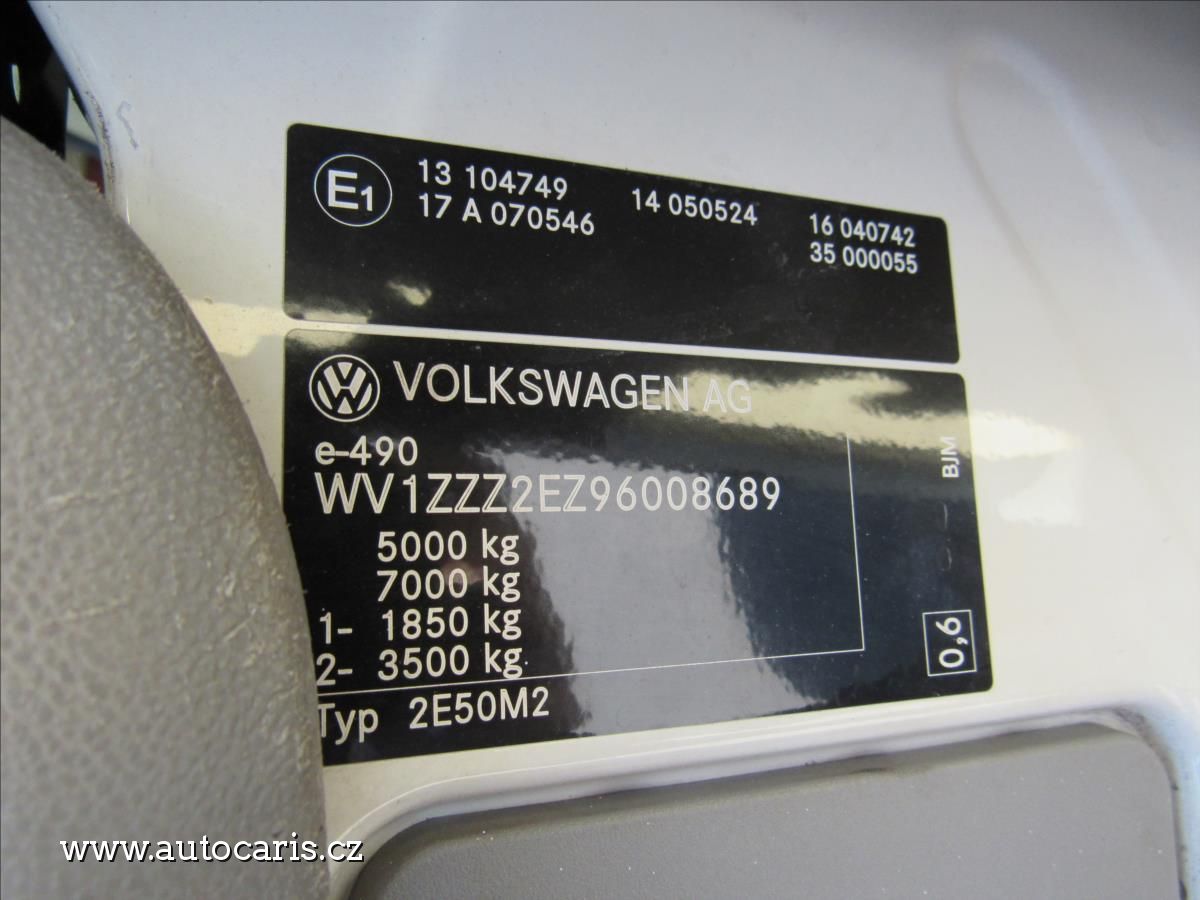 E1 13 104749 14 050524 16 040742
17 A 070546 35 000055
VOLKSWAGEN AG
e-490
WV1ZZZ2EZ96008689
5000 kg
7000 kg
1- 1850 kg
2- 3500 kg
Typ 2E50M2
BJM
0,6
www.autocaris.cz